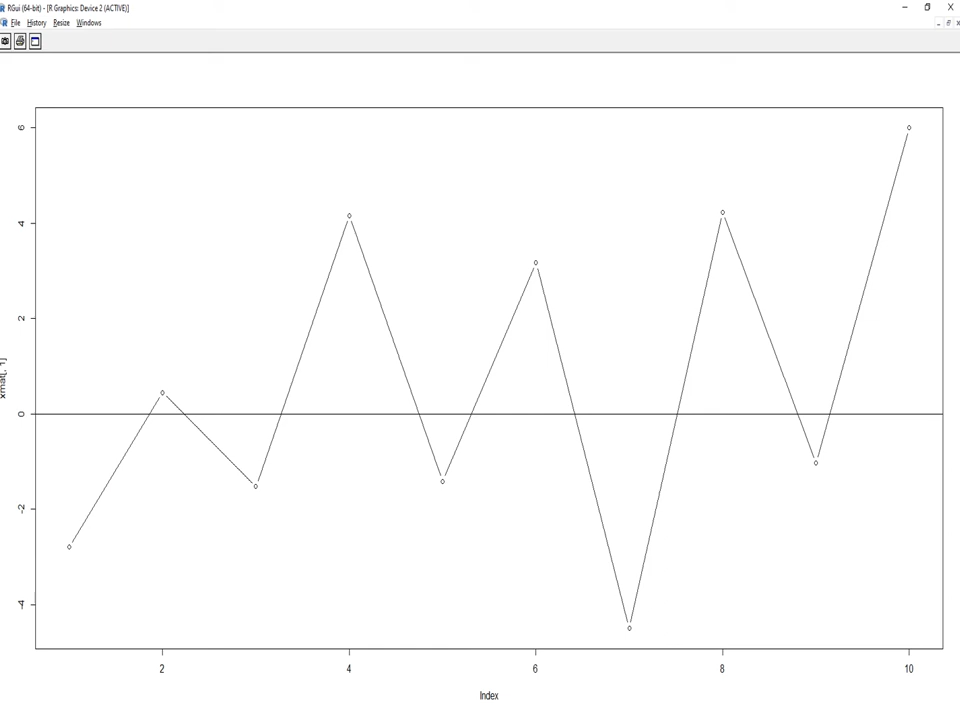 RGui (64-bit) - [R Graphics: Device 2 (ACTIVE)]
File History Resize Windows
6
4
2
0
-2
-4
xmat[, 1]
2 4 6 8 10
Index